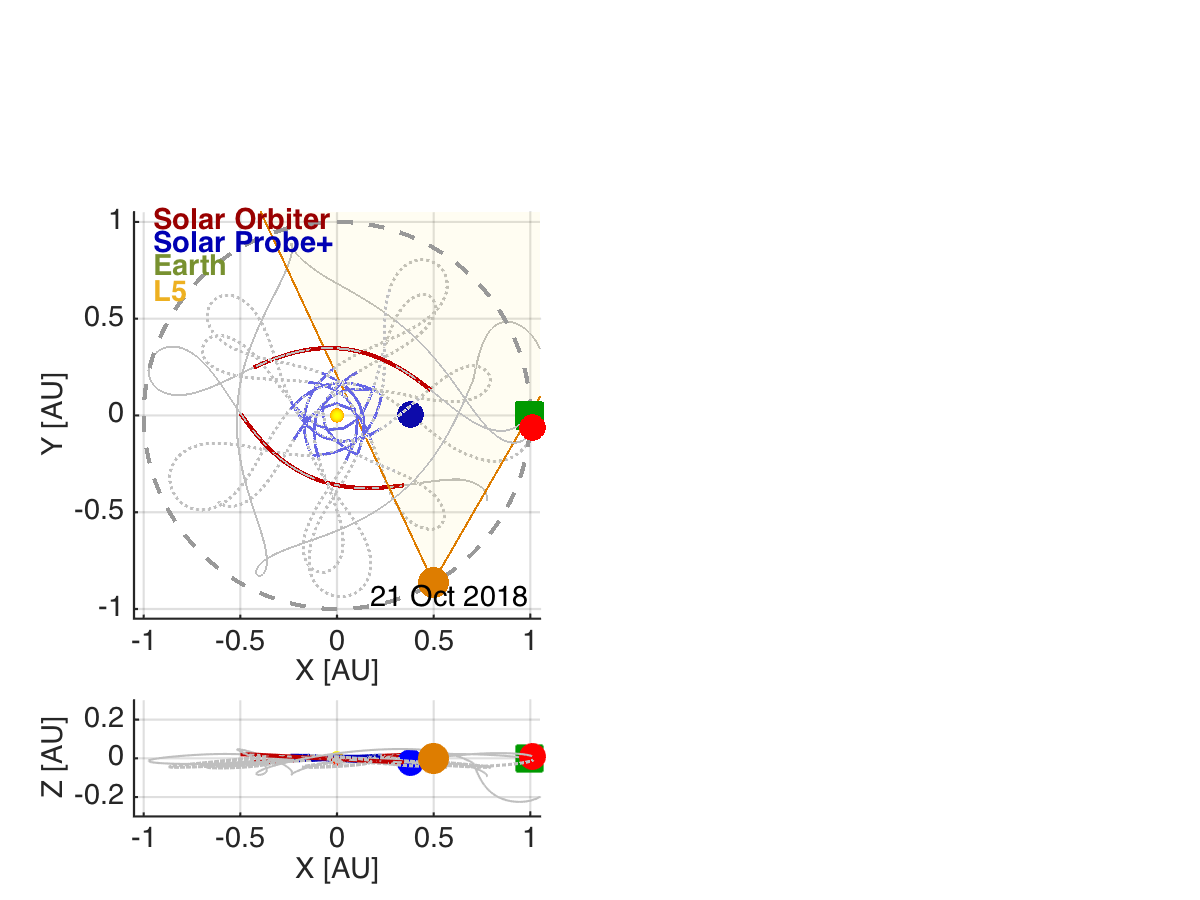 Solar Orbiter
Solar Probe+
Earth
L5
1
0.5
0
-0.5
-1
Y [AU]
21 Oct 2018
-1 -0.5 0 0.5 1
X [AU]
0.2
0
-0.2
Z [AU]
-1 -0.5 0 0.5 1
X [AU]